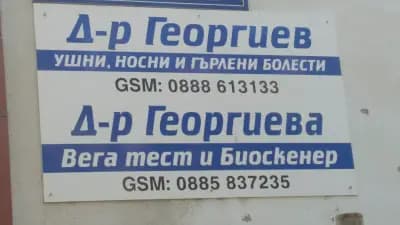 Д-р Георгиев
УШНИ, НОСНИ И ГЪРЛЕНИ БОЛЕСТИ
GSM: 0888 613133
Д-р Георгиева
Вега тест и Биоскенер
GSM: 0885 837235